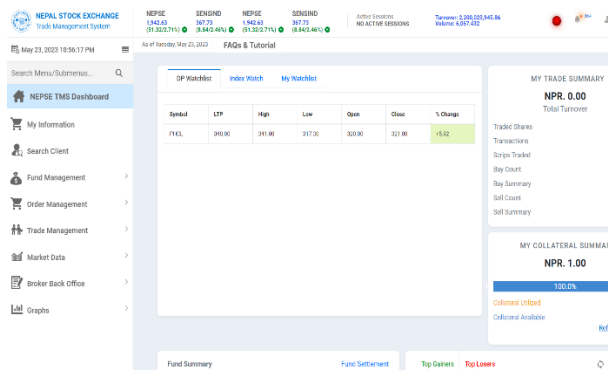 NEPAL STOCK EXCHANGE
Trade Management System
NEPSE SENSIND NEPSE SENSIND
1,942.63 367.73 1,942.63 367.73
(51.32/2.71%) (8.84/2.46%) (51.32/2.71%) (8.84/2.46%)
Active Sessions
NO ACTIVE SESSIONS
Volume: 6,067,432
May 23, 2023 10:56:17 PM
As of Tuesday, May 23, 2023 FAQs & Tutorial
Search Menu/Submenus...
NEPSE TMS Dashboard
My Information
Search Client
Fund Management
Order Management
Trade Management
Market Data
Broker Back Office
Graphs
DP Watchlist Index Watch My Watchlist
Symbol LTP High Low Open Close % Change
340.00 341.00 317.00 320.00 321.00
MY TRADE SUMMARY
NPR. 0.00
Total Turnover
Traded Shares
Transactions
Scrips Traded
Buy Count
Buy Summary
Sell Count
Sell Summary
MY COLLATERAL SUMMA
NPR. 1.00
100.0%
Collateral Utilized
Collateral Available
Ref
Fund Summary Fund Settlement
Top Gainers Top Losers